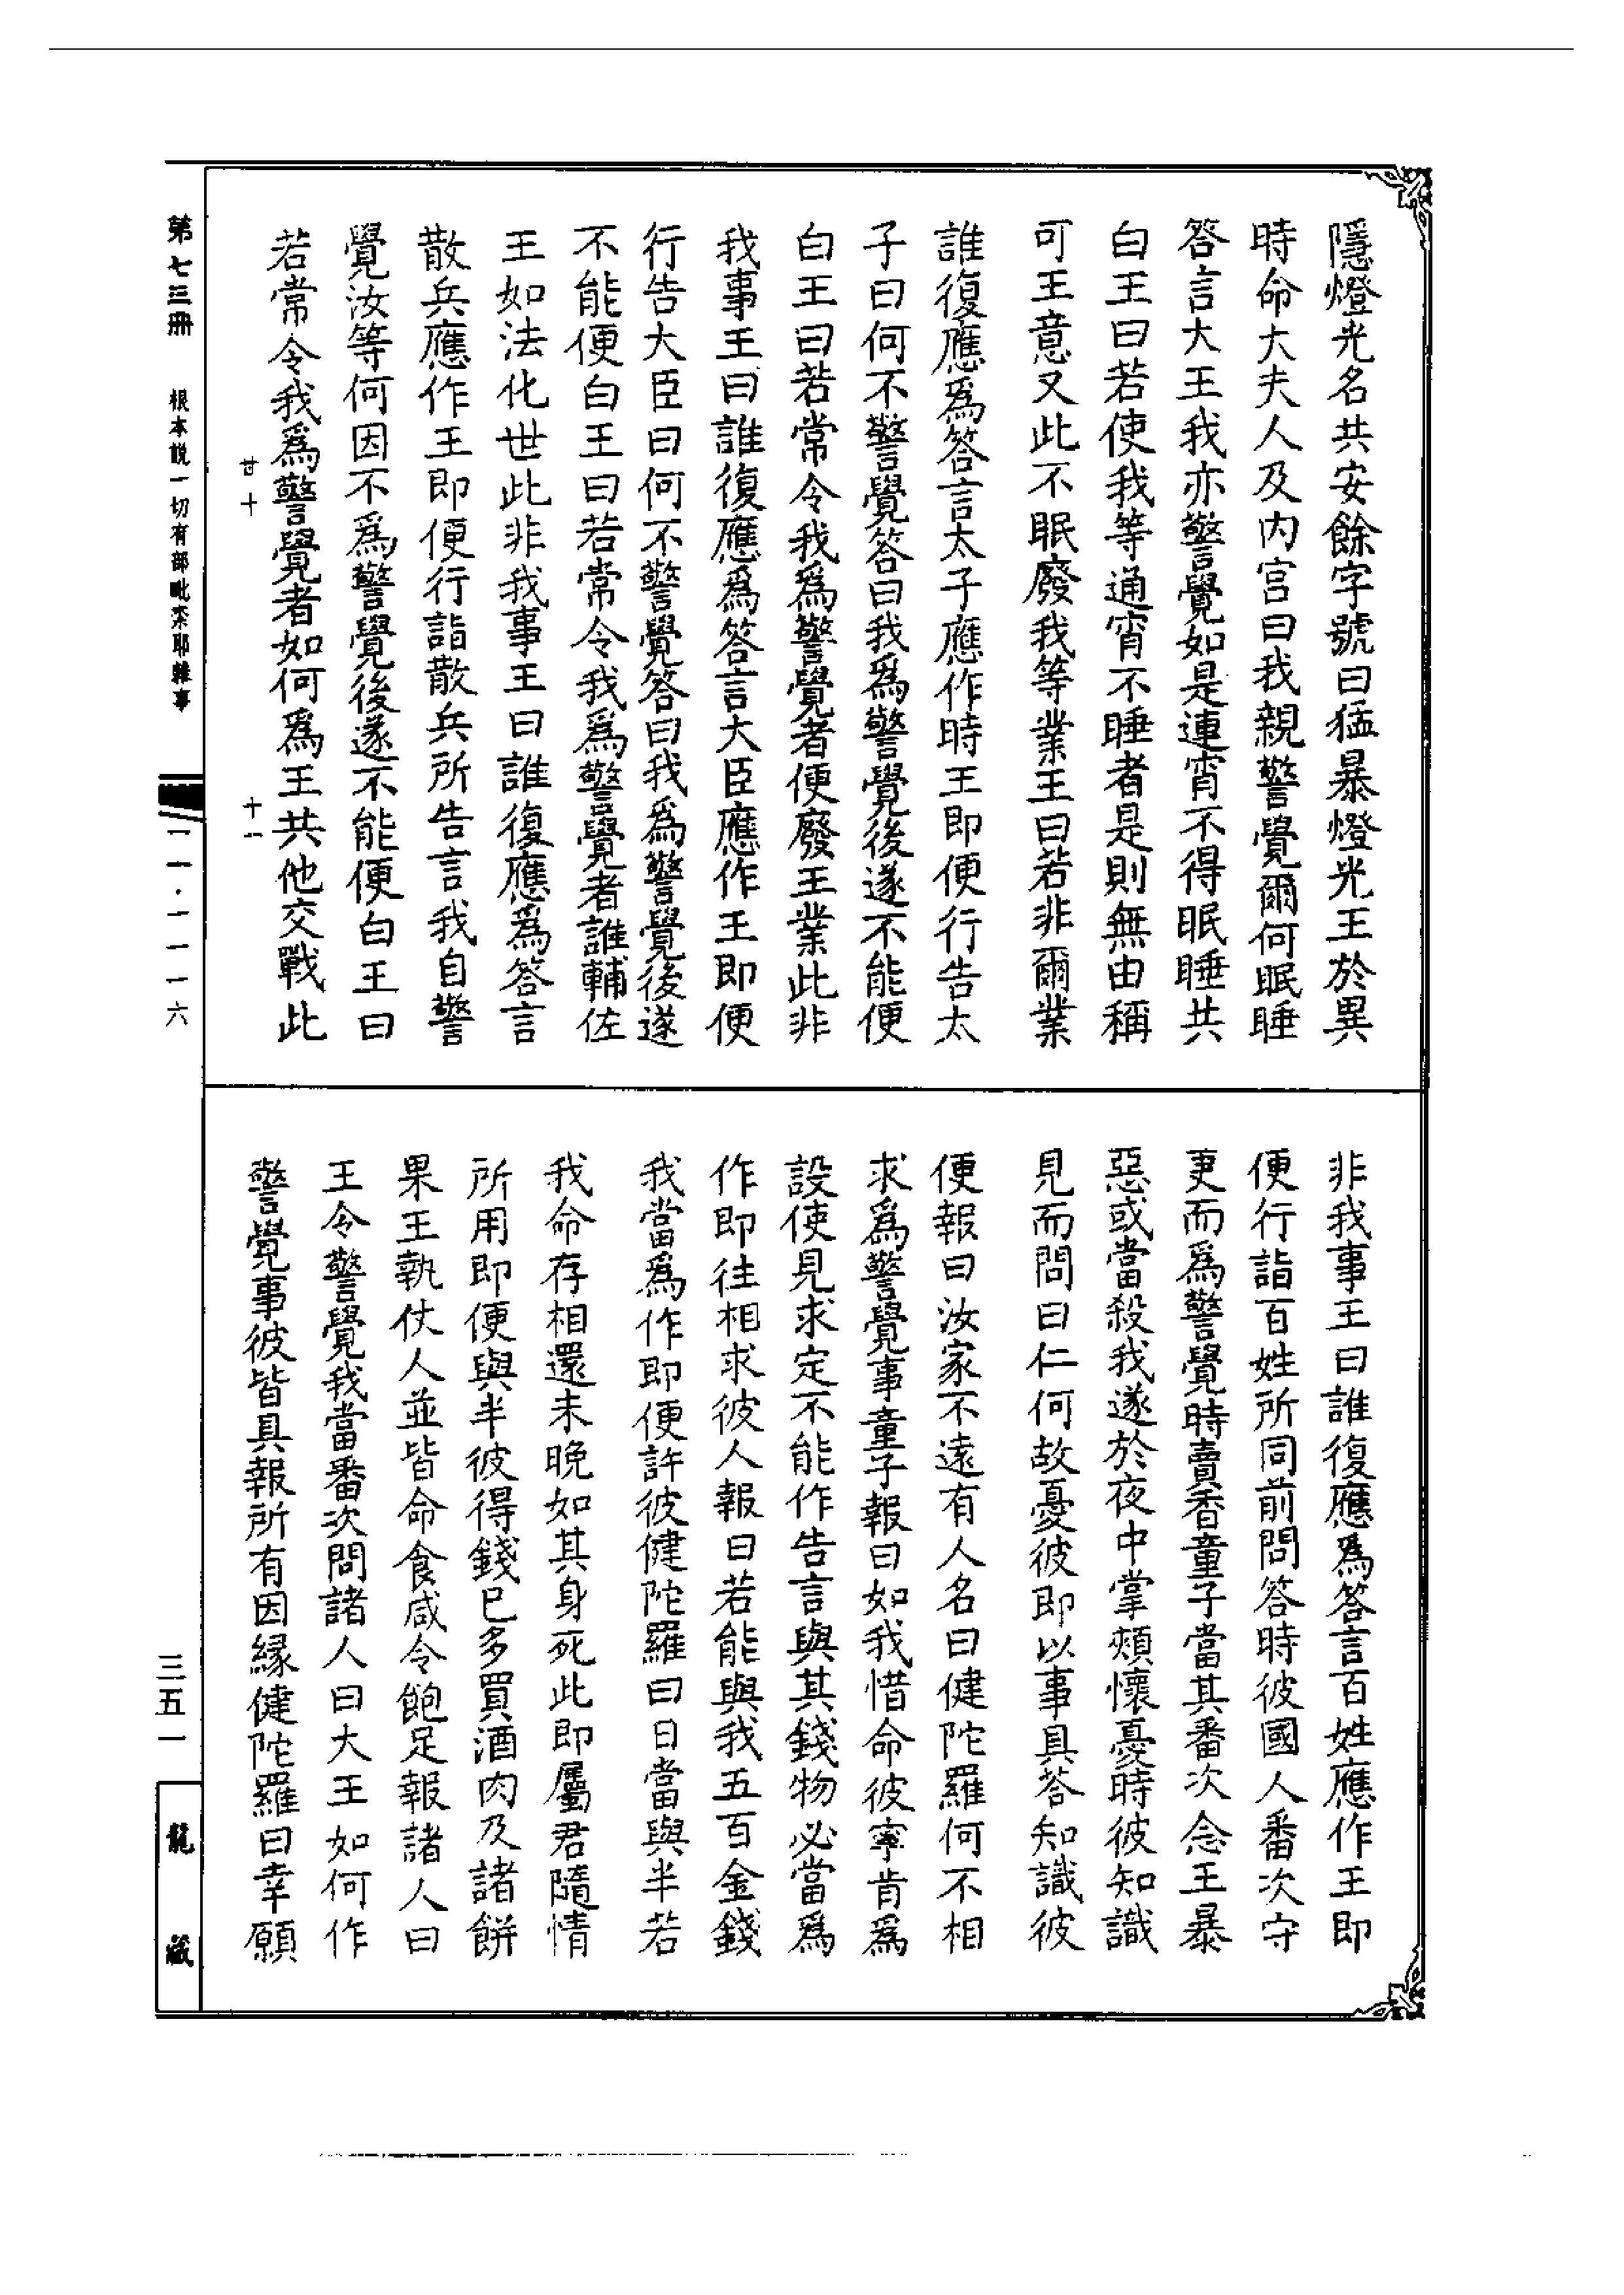 隱燈光名共安餘字號曰猛暴燈光王於異
時命大夫人及内宫曰我親警覺爾何眠睡
答言大王我亦警覺如是連宵不得眠睡共
白王曰若使我等通宵不睡者是則無由稱
可王意又此不眠廢我等業王曰若非爾業
誰復應為答言太子應作時王即便行告太
子曰何不警覺答曰我為警覺後遂不能便
白王曰若常令我為警覺者便廢王業此非
我事王曰誰復應為答言大臣應作王即便
行告大臣曰何不警覺答曰我為警覺後遂
不能便白王曰若常令我為警覺者誰輔佐
王如法化世此非我事王曰誰復應為答言
散兵應作王即便行詣散兵所告言我自警
覺汝等何因不為警覺後遂不能便白王曰
若常令我為警覺者如何為王共他交戰此
非我事王曰誰復應為答言百姓應作王即
便行詣百姓所同前問答時彼國人番次守
更而為警覺時賣香童子當其番次念王暴
惡或當殺我遂於夜中掌頰懷憂時彼知識
見而問曰仁何故憂彼即以事具答知識彼
便報曰汝家不遠有人名曰健陀羅何不相
求為警覺事童子報曰如我惜命彼寧肯為
設使見求定不能作告言與其錢物必當為
作即往相求彼人報曰若能與我五百金錢
我當為作即便許彼健陀羅曰日當與半若
我命存相還未晚如其身死此即屬君隨情
所用即便與半彼得錢已多買酒肉及諸餅
果王執仗人並皆命食咸令飽足報諸人曰
王令警覺我當番次問諸人曰大王如何作
警覺事彼皆具報所有因緣健陀羅曰幸願
第七三冊 根本說一切有部毗柰耶雜事
廿十 十一
一一·一一一六
三五一
龍藏